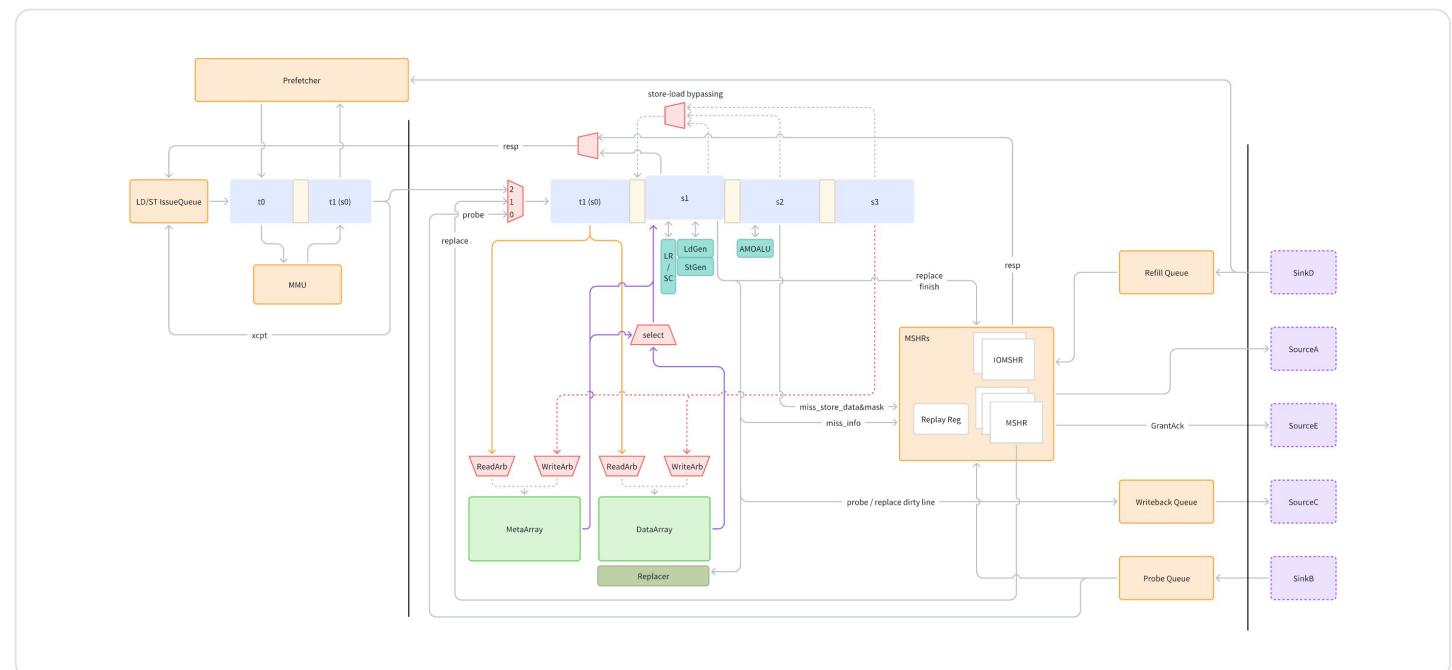 Prefetcher
store-load bypassing
resp
LD/ST IssueQueue
t0
t1 (s0)
MMU
xcpt
2
1
0
probe
replace
t1 (s0)
s1
s2
s3
LR
/
SC
LdGen
StGen
AMOALU
select
replace
finish
resp
Refill Queue
SinkD
MSHRs
IOMSHR
Replay Reg
MSHR
SourceA
miss_store_data&mask
miss_info
GrantAck
SourceE
ReadArb
WriteArb
ReadArb
WriteArb
MetaArray
DataArray
Replacer
probe / replace dirty line
Writeback Queue
SourceC
Probe Queue
SinkB